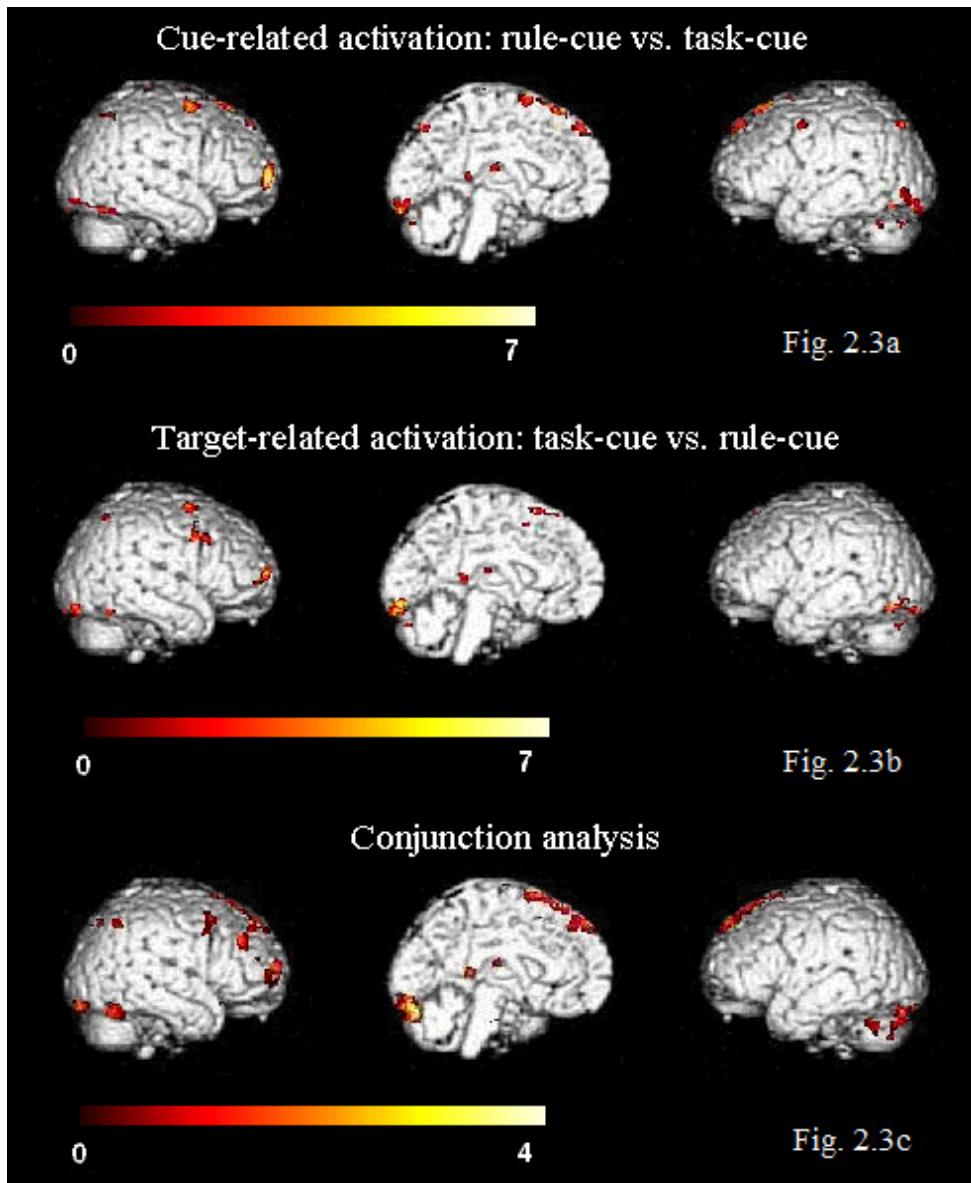 Cue-related activation: rule-cue vs. task-cue
0 7
Fig. 2.3a
Target-related activation: task-cue vs. rule-cue
0 7
Fig. 2.3b
Conjunction analysis
0 4
Fig. 2.3c